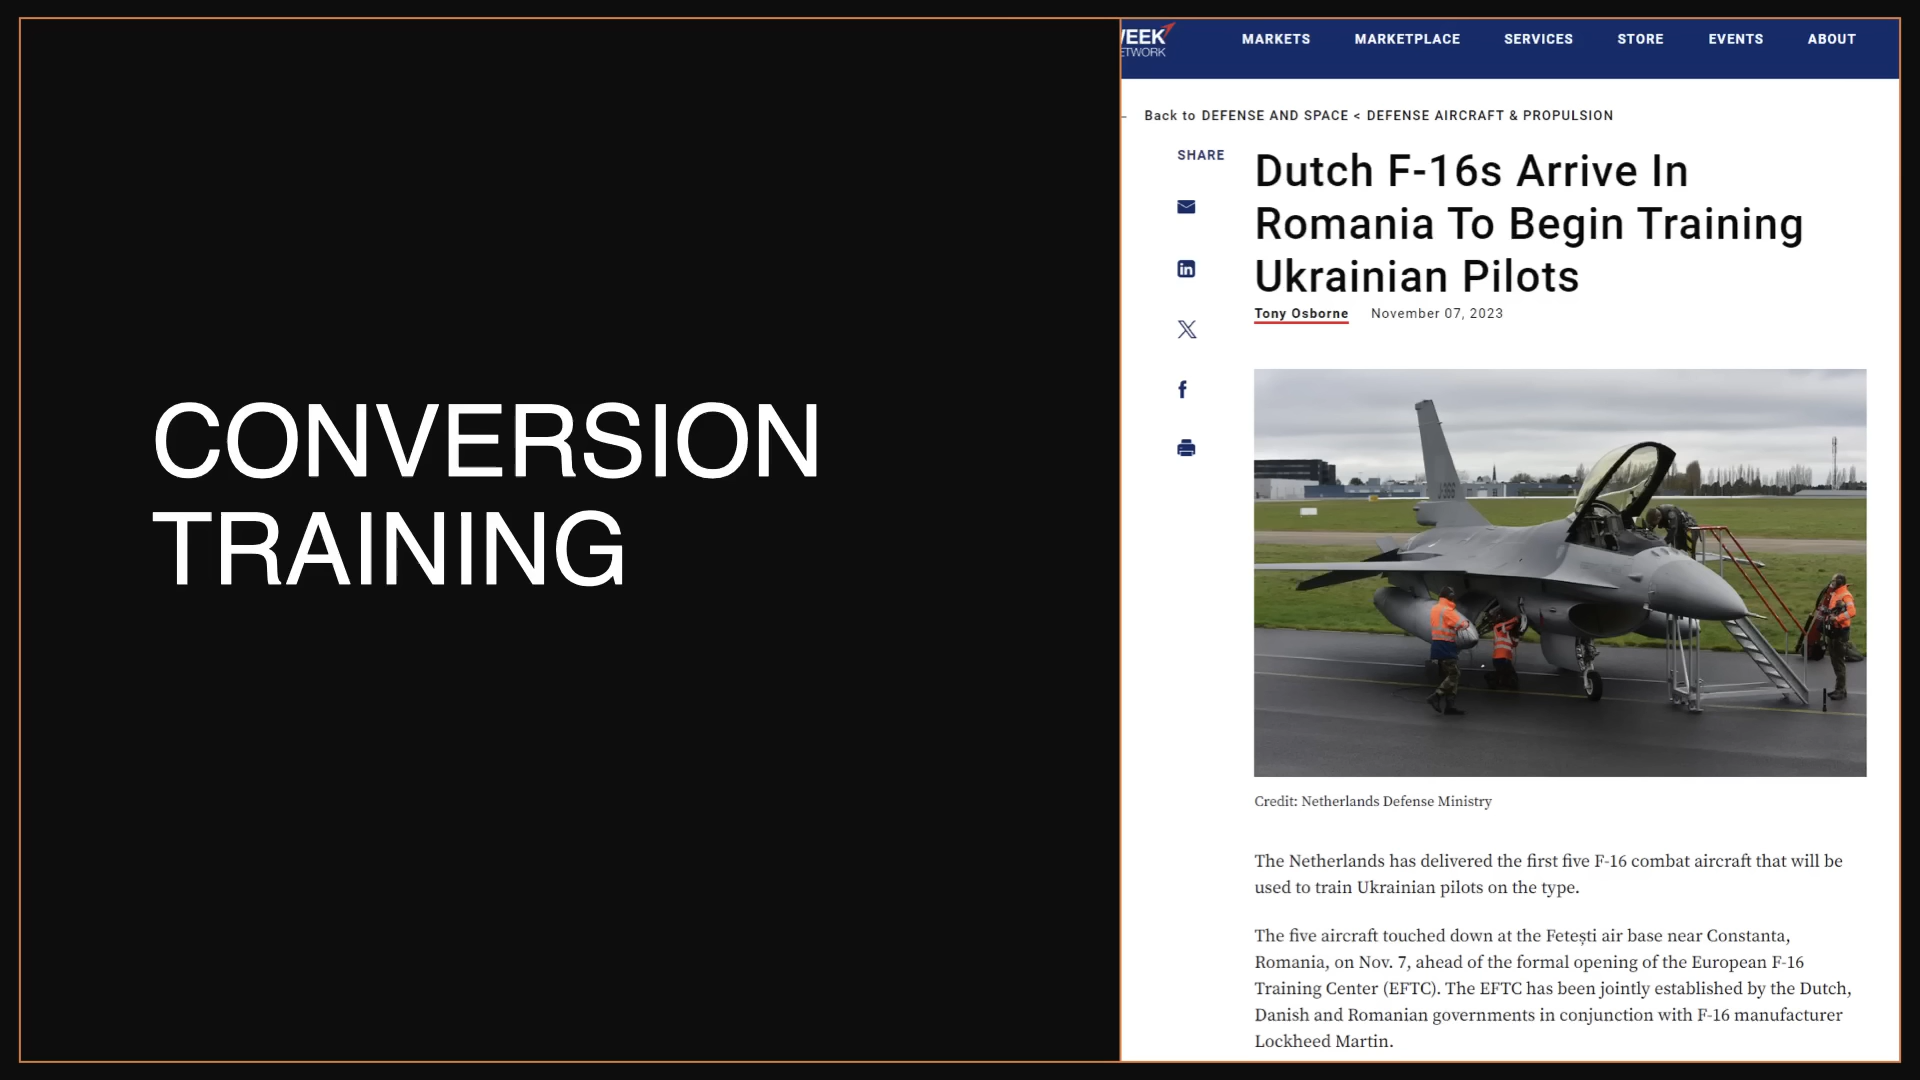 CONVERSION
TRAINING
EEK
ETWORK
MARKETS MARKETPLACE SERVICES STORE EVENTS ABOUT
Back to DEFENSE AND SPACE < DEFENSE AIRCRAFT & PROPULSION
SHARE
Dutch F-16s Arrive In
Romania To Begin Training
Ukrainian Pilots
Tony Osborne November 07, 2023
Credit: Netherlands Defense Ministry
The Netherlands has delivered the first five F-16 combat aircraft that will be
used to train Ukrainian pilots on the type.
The five aircraft touched down at the Fetești air base near Constanta,
Romania, on Nov. 7, ahead of the formal opening of the European F-16
Training Center (EFTC). The EFTC has been jointly established by the Dutch,
Danish and Romanian governments in conjunction with F-16 manufacturer
Lockheed Martin.